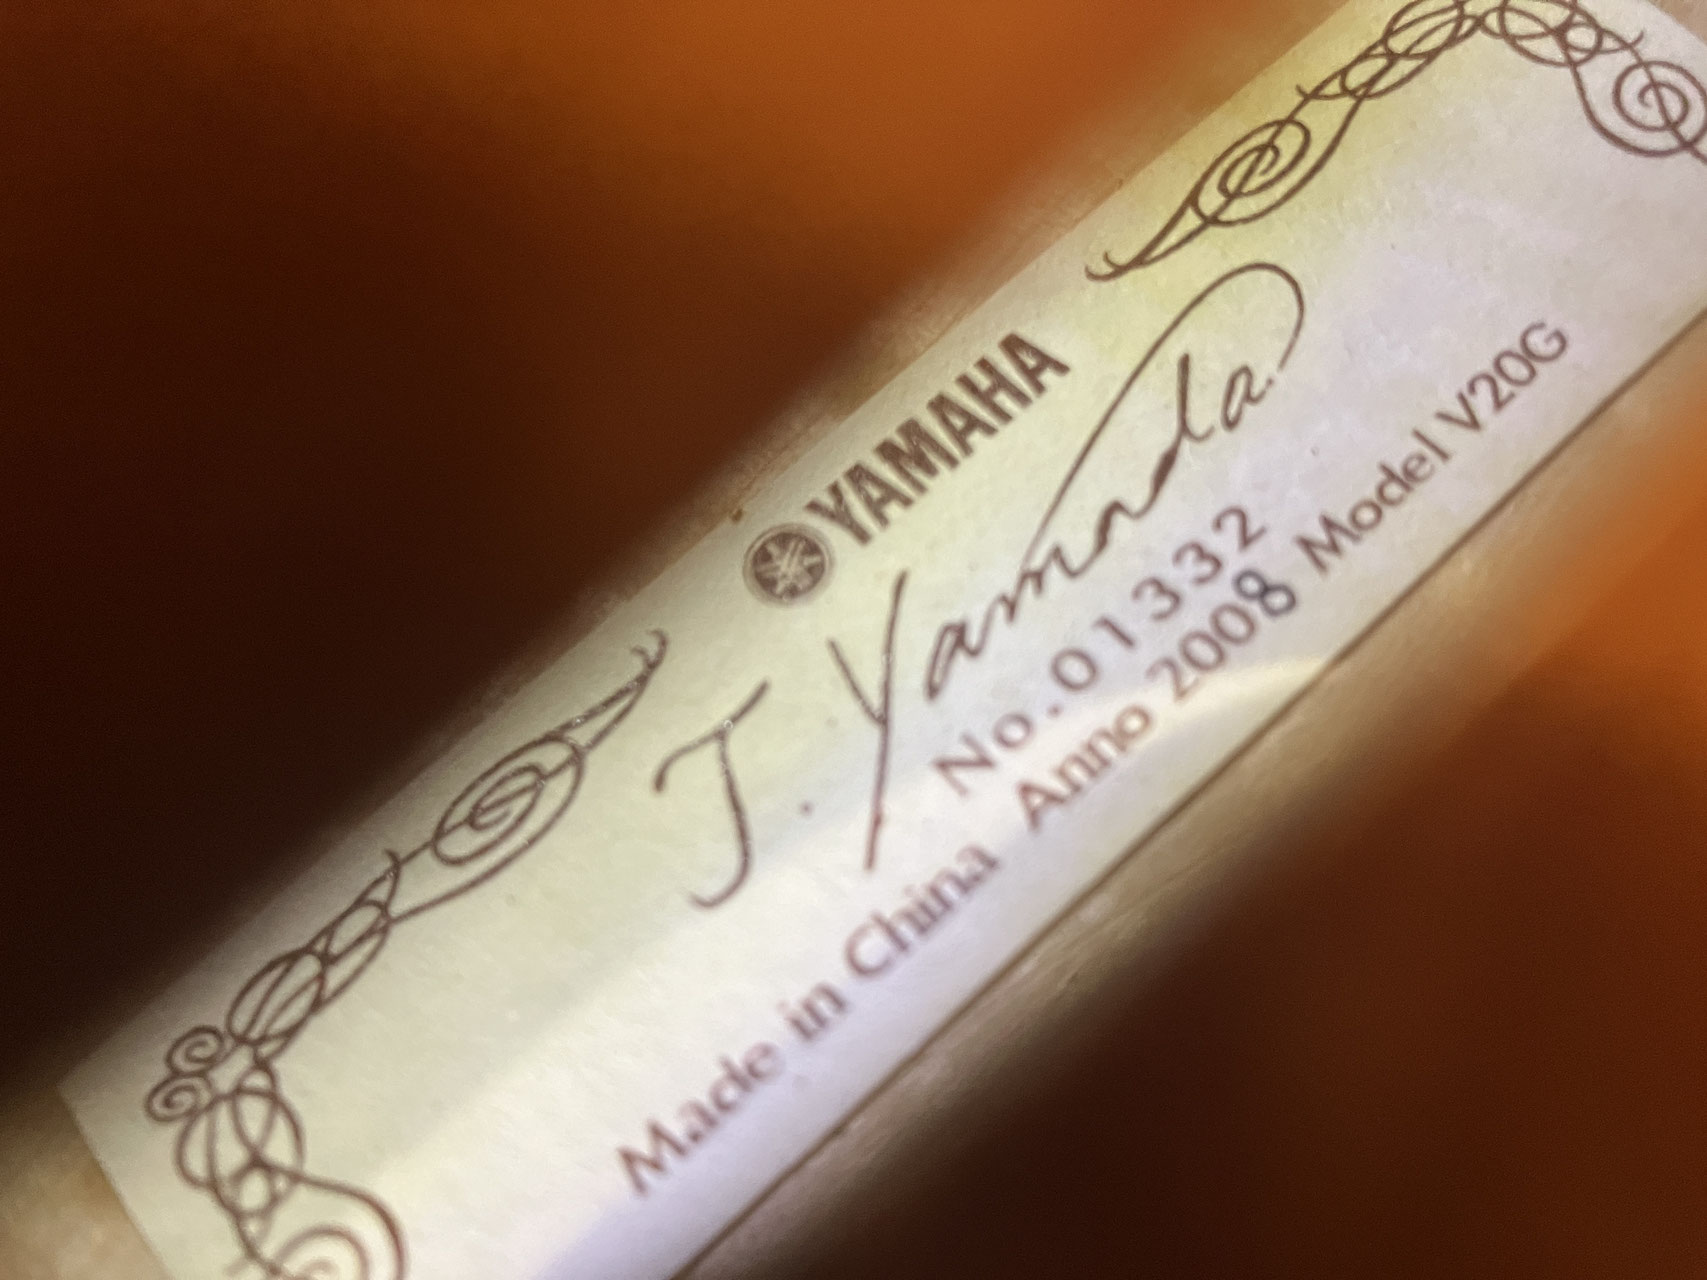 YAMAHA
J. Yamada
No.01332
Made in China Anno 2008 Model V20G